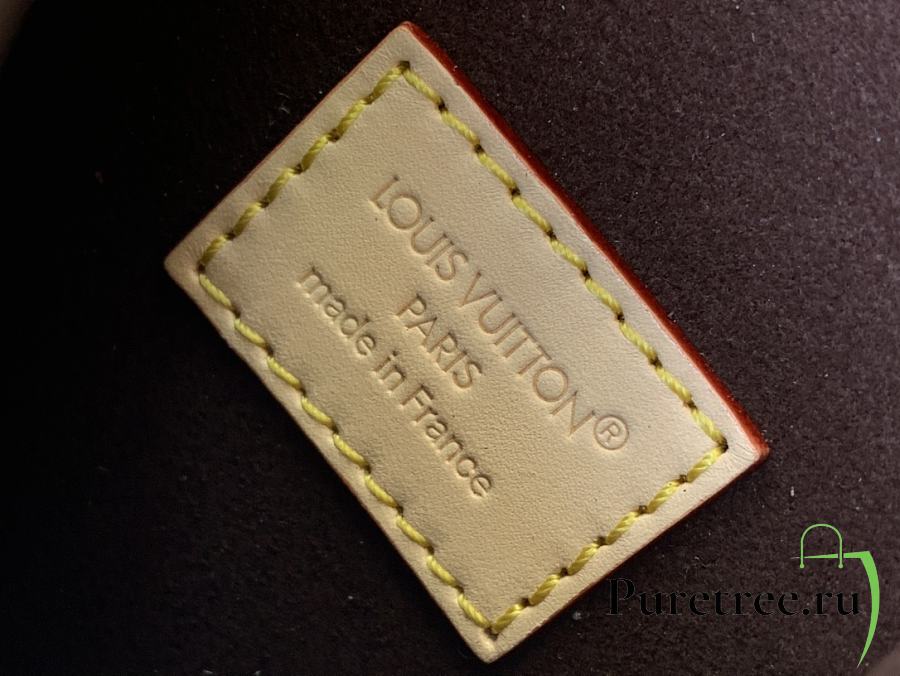 LOUIS VUITTON®
PARIS
made in France
Puretree.ru